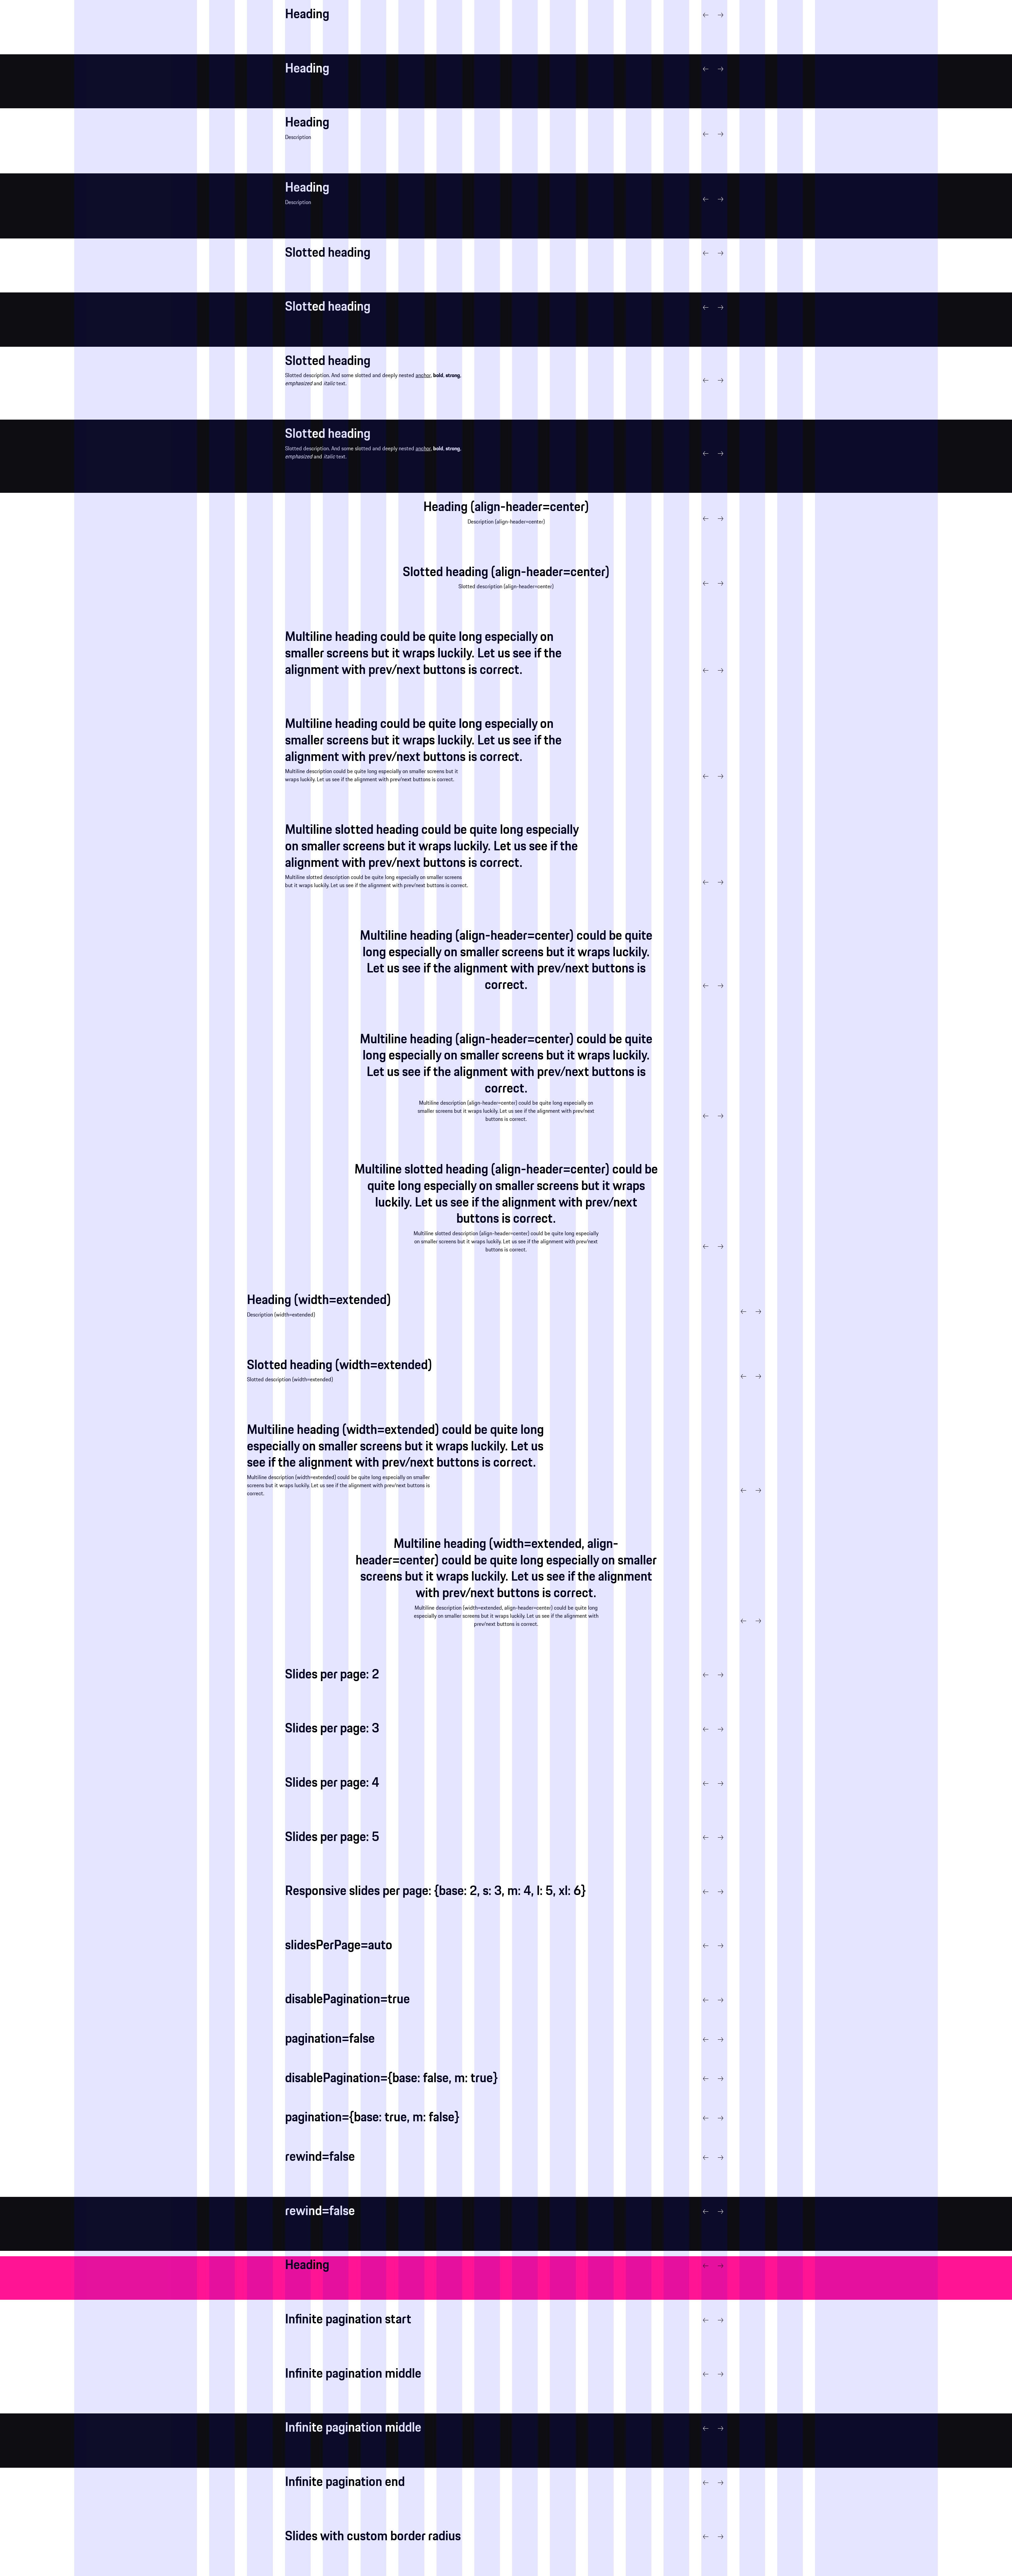 Heading
Heading
Heading
Description
Heading
Description
Slotted heading
Slotted heading
Slotted heading
Slotted description. And some slotted and deeply nested anchor, bold, strong,
emphasized and italic text.
Slotted heading
Slotted description. And some slotted and deeply nested anchor, bold, strong,
emphasized and italic text.
Heading (align-header=center)
Description (align-header=center)
Slotted heading (align-header=center)
Slotted description (align-header=center)
Multiline heading could be quite long especially on
smaller screens but it wraps luckily. Let us see if the
alignment with prev/next buttons is correct.
Multiline heading could be quite long especially on
smaller screens but it wraps luckily. Let us see if the
alignment with prev/next buttons is correct.
Multiline description could be quite long especially on smaller screens but it
wraps luckily. Let us see if the alignment with prev/next buttons is correct.
Multiline slotted heading could be quite long especially
on smaller screens but it wraps luckily. Let us see if the
alignment with prev/next buttons is correct.
Multiline slotted description could be quite long especially on smaller screens
but it wraps luckily. Let us see if the alignment with prev/next buttons is correct.
Multiline heading (align-header=center) could be quite
long especially on smaller screens but it wraps luckily.
Let us see if the alignment with prev/next buttons is
correct.
Multiline heading (align-header=center) could be quite
long especially on smaller screens but it wraps luckily.
Let us see if the alignment with prev/next buttons is
correct.
Multiline description (align-header=center) could be quite long especially on
smaller screens but it wraps luckily. Let us see if the alignment with prev/next
buttons is correct.
Multiline slotted heading (align-header=center) could be
quite long especially on smaller screens but it wraps
luckily. Let us see if the alignment with prev/next
buttons is correct.
Multiline slotted description (align-header=center) could be quite long especially
on smaller screens but it wraps luckily. Let us see if the alignment with prev/next
buttons is correct.
Heading (width=extended)
Description (width=extended)
Slotted heading (width=extended)
Slotted description (width=extended)
Multiline heading (width=extended) could be quite long
especially on smaller screens but it wraps luckily. Let us
see if the alignment with prev/next buttons is correct.
Multiline description (width=extended) could be quite long especially on smaller
screens but it wraps luckily. Let us see if the alignment with prev/next buttons is
correct.
Multiline heading (width=extended, align-
header=center) could be quite long especially on smaller
screens but it wraps luckily. Let us see if the alignment
with prev/next buttons is correct.
Multiline description (width=extended, align-header=center) could be quite long
especially on smaller screens but it wraps luckily. Let us see if the alignment with
prev/next buttons is correct.
Slides per page: 2
Slides per page: 3
Slides per page: 4
Slides per page: 5
Responsive slides per page: {base: 2, s: 3, m: 4, l: 5, xl: 6}
slidesPerPage=auto
disablePagination=true
pagination=false
disablePagination={base: false, m: true}
pagination={base: true, m: false}
rewind=false
rewind=false
Heading
Infinite pagination start
Infinite pagination middle
Infinite pagination middle
Infinite pagination end
Slides with custom border radius